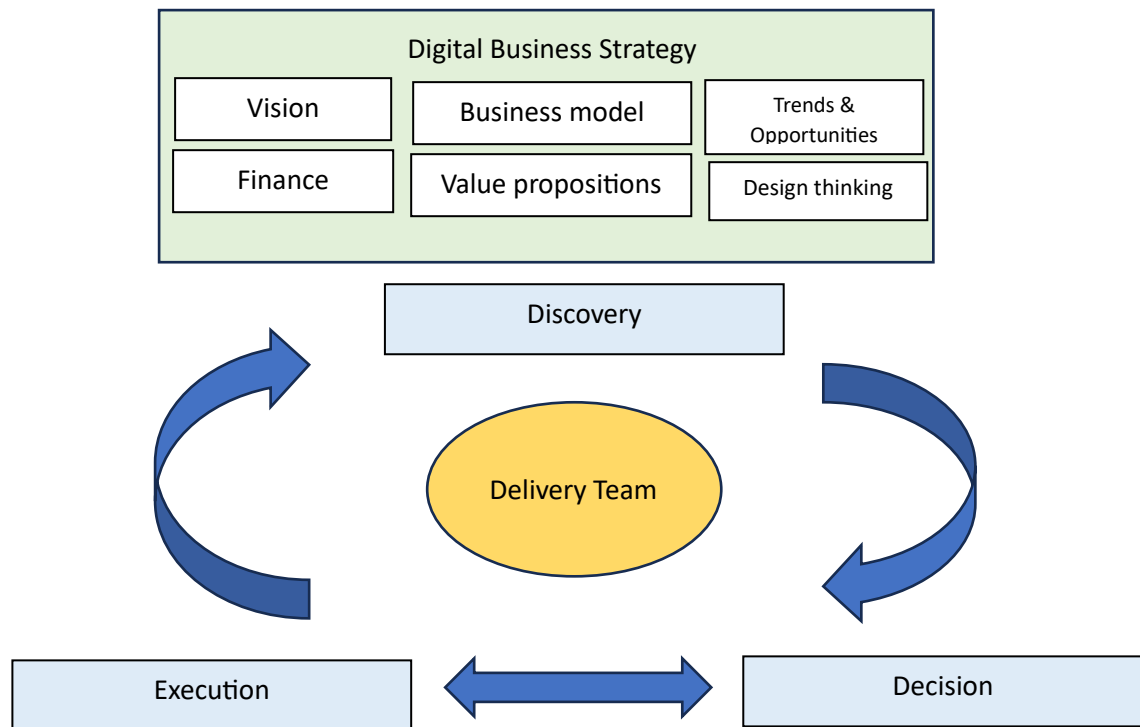 Digital Business Strategy
Vision
Business model
Trends &
Opportunities
Finance
Value propositions
Design thinking
Discovery
Delivery Team
Execution
Decision